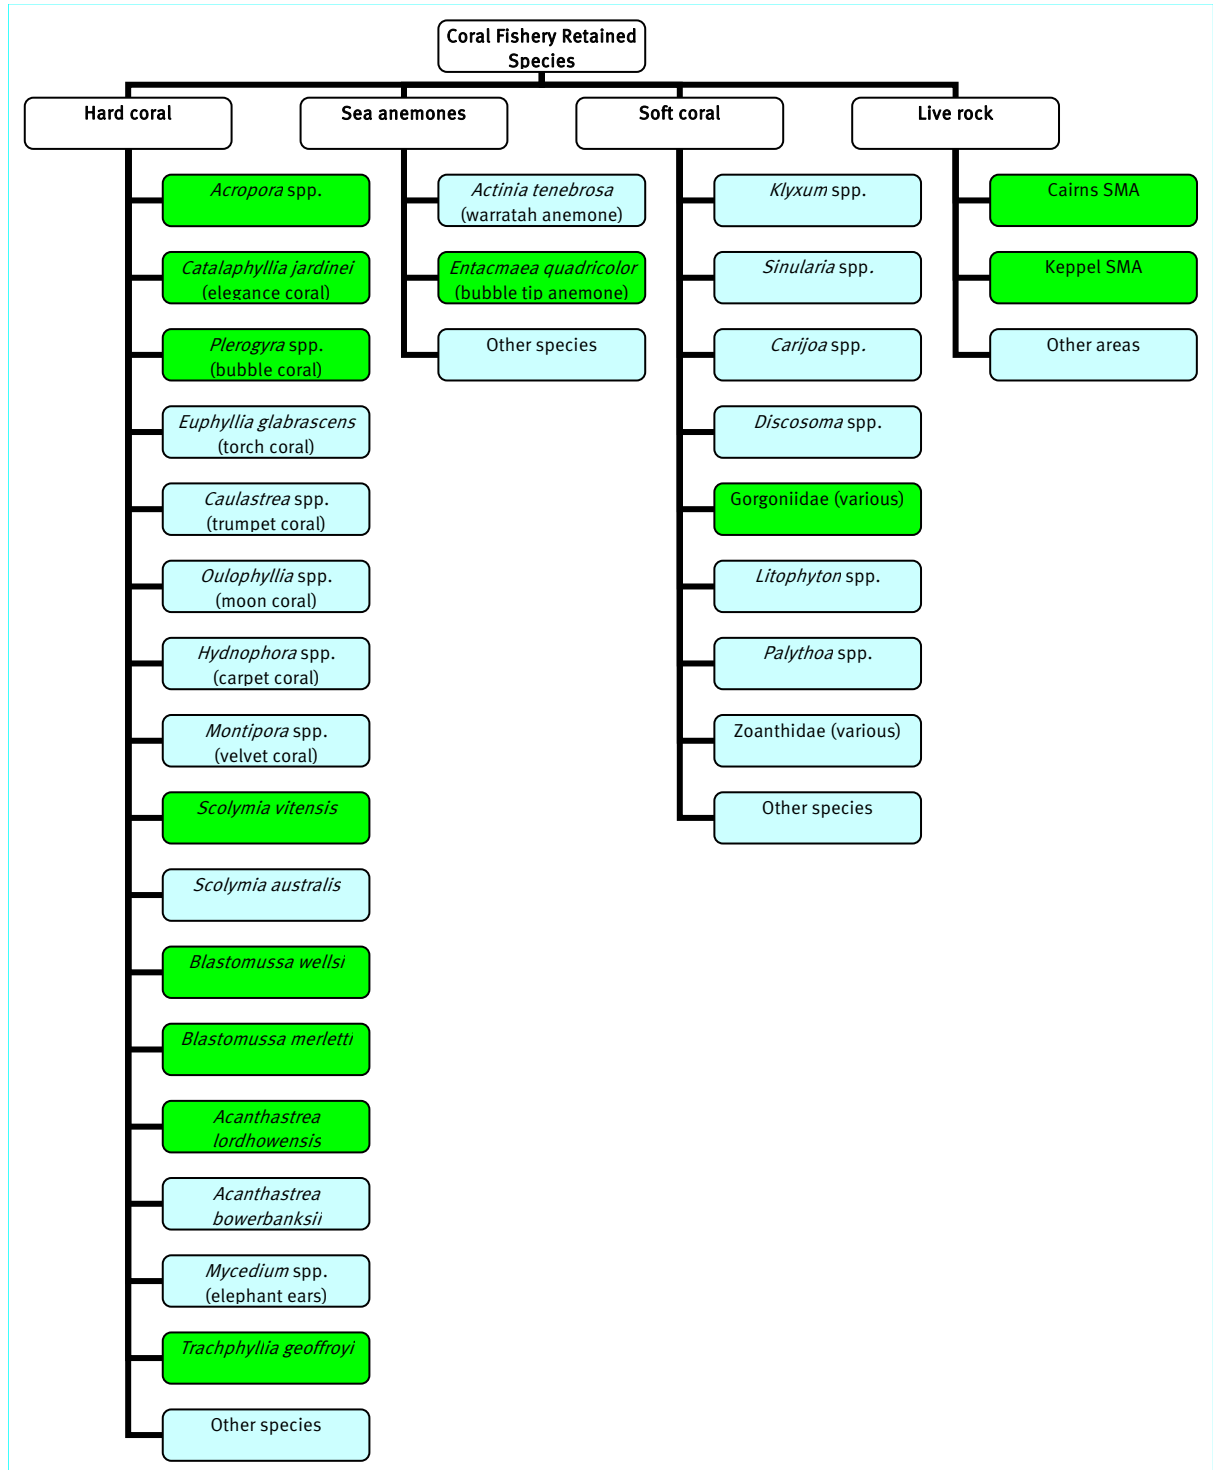 Coral Fishery Retained
Species
Hard coral
Sea anemones
Soft coral
Live rock
Acropora spp.
Catalaphyllia jardinei
(elegance coral)
Plerogyra spp.
(bubble coral)
Euphyllia glabrascens
(torch coral)
Caulastrea spp.
(trumpet coral)
Oulophyllia spp.
(moon coral)
Hydnophora spp.
(carpet coral)
Montipora spp.
(velvet coral)
Scolymia vitensis
Scolymia australis
Blastomussa wellsi
Blastomussa merletti
Acanthastrea
lordhowensis
Acanthastrea
bowerbanksii
Mycedium spp.
(elephant ears)
Trachphyllia geoffroyi
Other species
Actinia tenebrosa
(warratah anemone)
Entacmaea quadricolor
(bubble tip anemone)
Other species
Klyxum spp.
Sinularia spp.
Carijoa spp.
Discosoma spp.
Gorgoniidae (various)
Litophyton spp.
Palythoa spp.
Zoanthidae (various)
Other species
Cairns SMA
Keppel SMA
Other areas